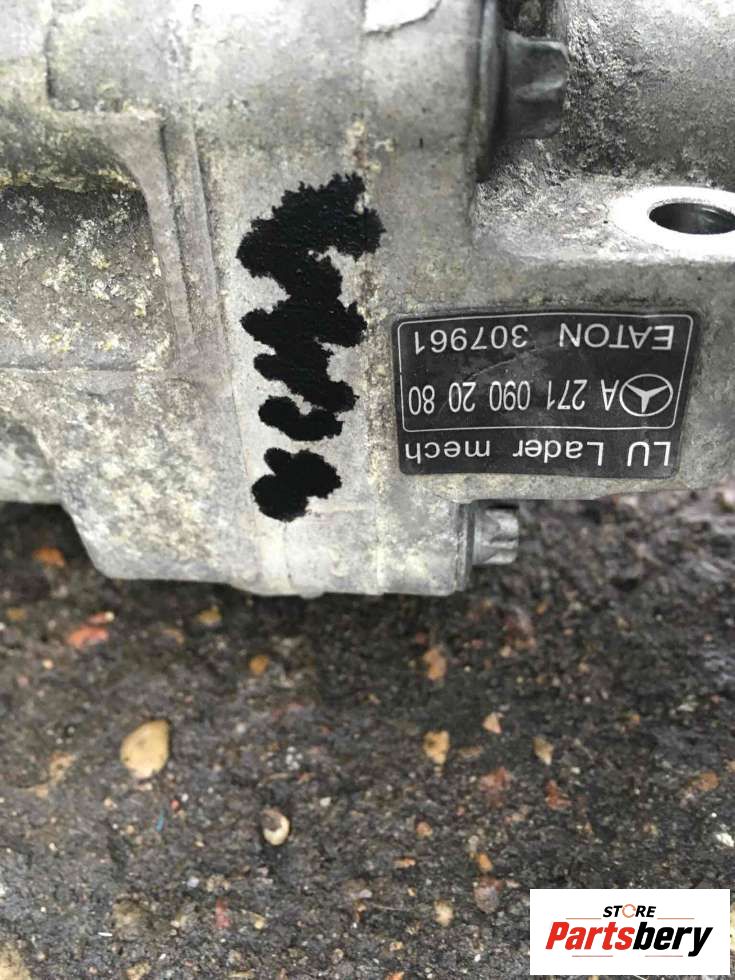 LU Lader mech
A 271 090 20 80
EATON 307961
STORE
Partsbery